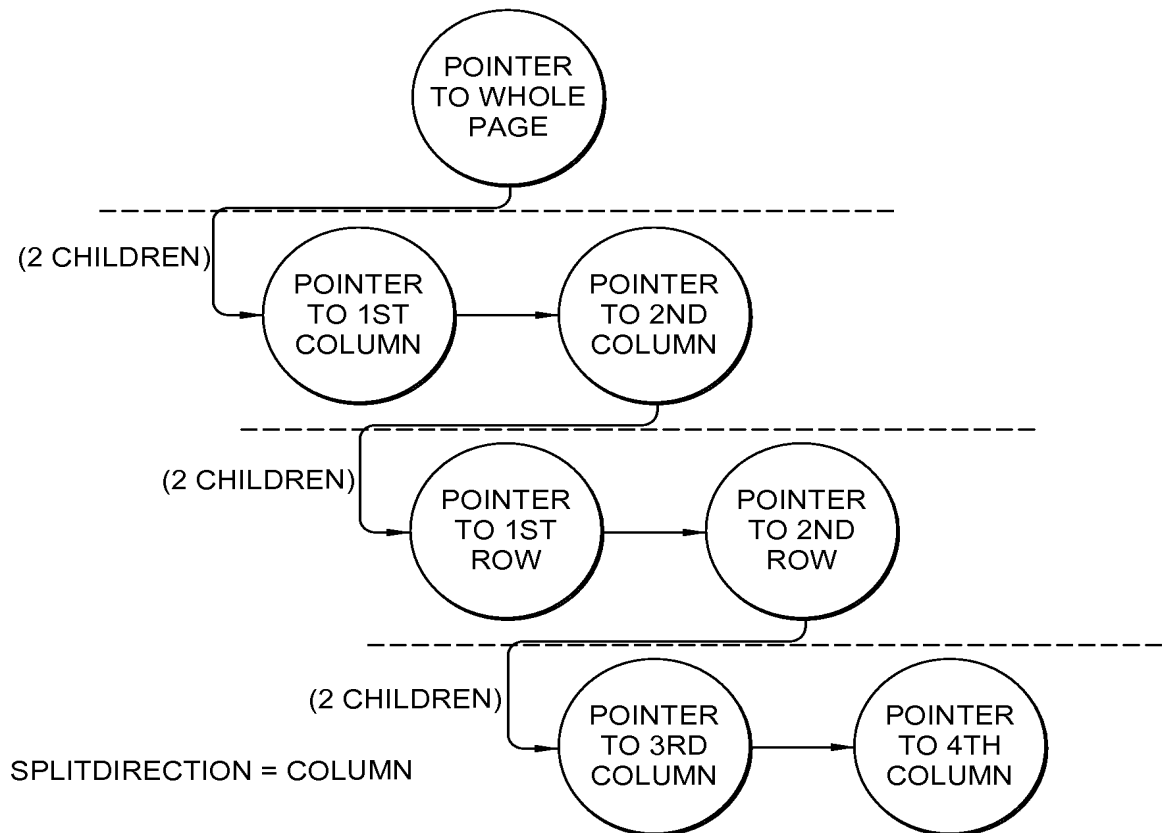 POINTER
TO WHOLE
PAGE
(2 CHILDREN)
POINTER
TO 1ST
COLUMN
POINTER
TO 2ND
COLUMN
(2 CHILDREN)
POINTER
TO 1ST
ROW
POINTER
TO 2ND
ROW
(2 CHILDREN)
POINTER
TO 3RD
COLUMN
POINTER
TO 4TH
COLUMN
SPLITDIRECTION = COLUMN